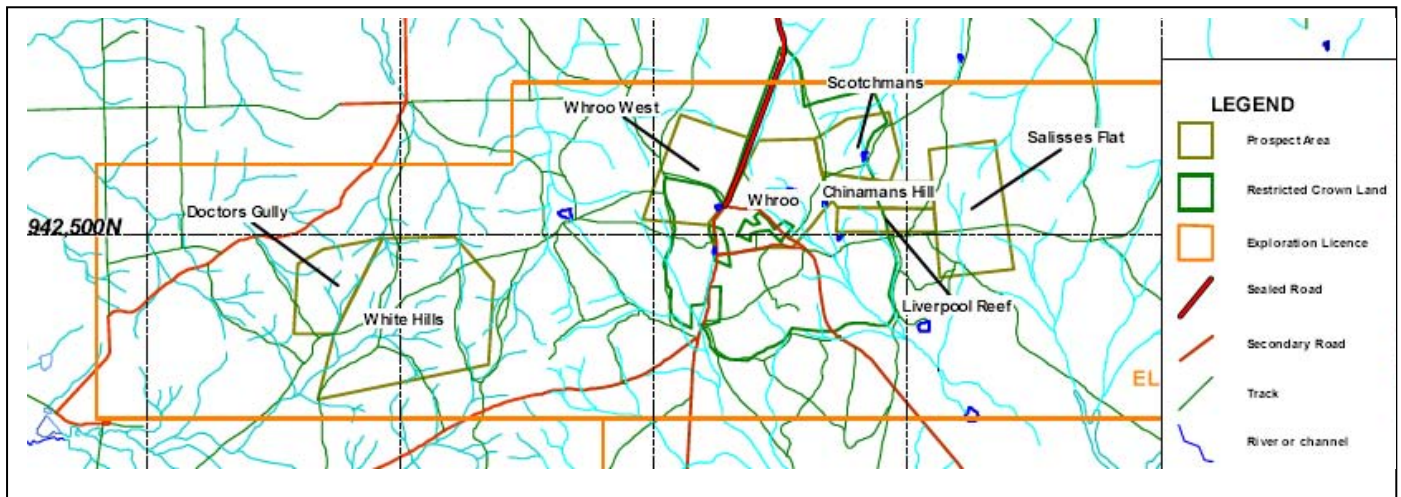 Scotchmans
Whroo West
Salisses Flat
Doctors Gully
Whroo
Chinamans Hill
942,500N
White Hills
Liverpool Reef
EL
LEGEND
Prospect Area
Restricted Crown Land
Exploration Licence
Sealed Road
Secondary Road
Track
River or channel